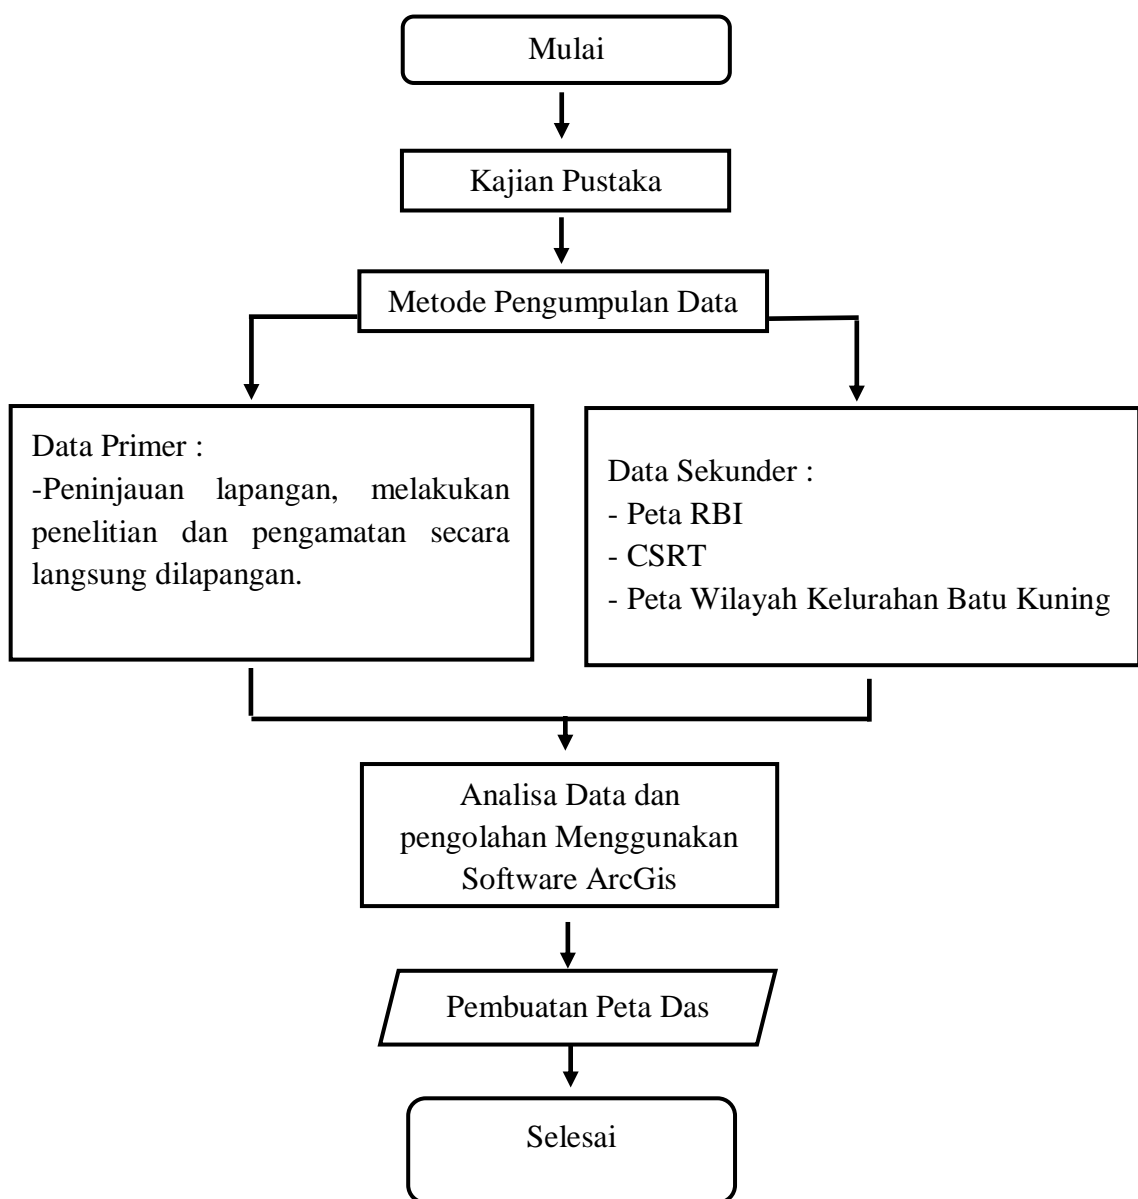 Mulai
Kajian Pustaka
Metode Pengumpulan Data
Data Primer :
-Peninjauan lapangan, melakukan
penelitian dan pengamatan secara
langsung dilapangan.
Data Sekunder :
- Peta RBI
- CSRT
- Peta Wilayah Kelurahan Batu Kuning
Analisa Data dan
pengolahan Menggunakan
Software ArcGis
Pembuatan Peta Das
Selesai